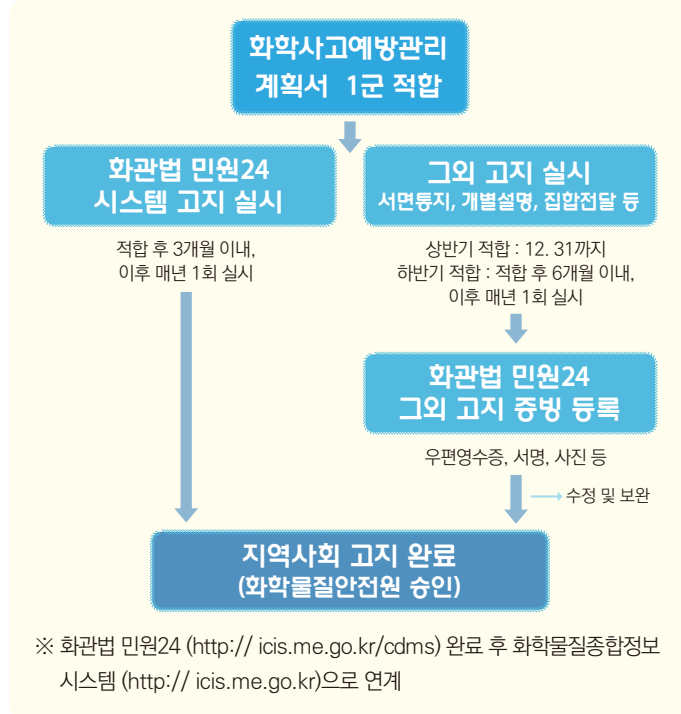 화학사고예방관리
계획서 1군 적합
화관법 민원24
시스템 고지 실시
적합 후 3개월 이내,
이후 매년 1회 실시
그외 고지 실시
서면통지, 개별설명, 집합전달 등
상반기 적합 : 12. 31까지
하반기 적합 : 적합 후 6개월 이내,
이후 매년 1회 실시
화관법 민원24
그외 고지 증빙 등록
우편영수증, 서명, 사진 등
수정 및 보완
지역사회 고지 완료
(화학물질안전원 승인)
※ 화관법 민원24 (http:// icis.me.go.kr/cdms) 완료 후 화학물질종합정보
시스템 (http:// icis.me.go.kr)으로 연계